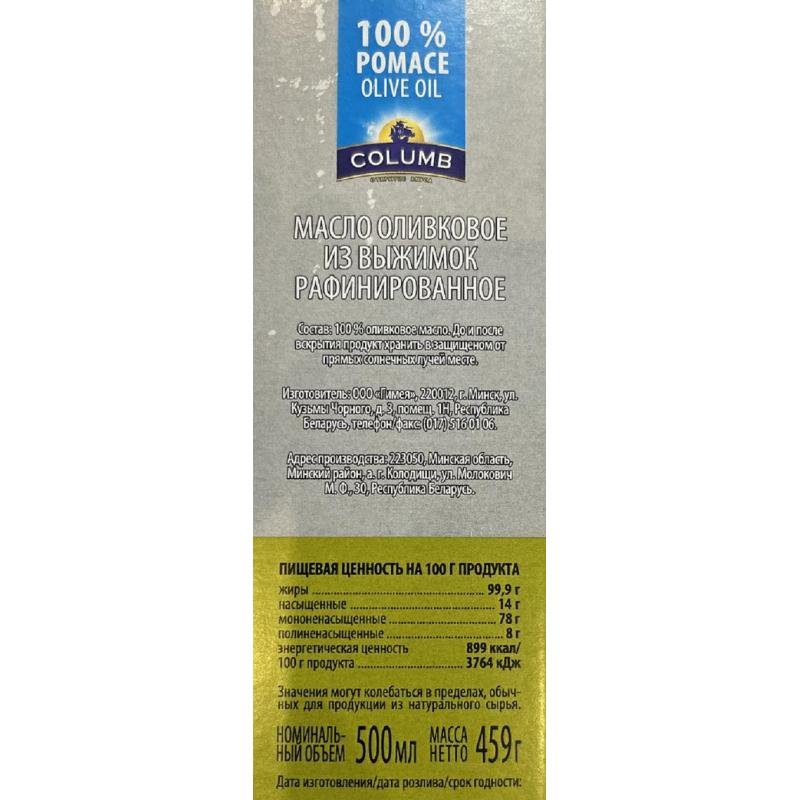 100 %
POMACE
OLIVE OIL
COLUMB
ОТКРЫТИЕ ВКУСА
МАСЛО ОЛИВКОВОЕ
ИЗ ВЫЖИМОК
РАФИНИРОВАННОЕ
Состав: 100 % оливковое масло. До и после
вскрытия продукт хранить в защищеном от
прямых солнечных лучей месте.
Изготовитель: ООО «Гимея», 220012, г. Минск, ул.
Кузьмы Чорного, д. 3, помещ. 1Н, Республика
Беларусь, телефон/факс: (017) 516 01 06.
Адрес производства: 223050, Минская область,
Минский район, а. г. Колодищи, ул. Молокович
М. Ф., 30, Республика Беларусь.
ПИЩЕВАЯ ЦЕННОСТЬ НА 100 Г ПРОДУКТА
жиры 99,9 г
насыщенные 14 г
мононенасыщенные 78 г
полиненасыщенные 8 г
энергетическая ценность 899 ккал/
100 г продукта 3764 кДж
Значения могут колебаться в пределах, обыч-
ных для продукции из натурального сырья.
НОМИНАЛЬ-
НЫЙ ОБЪЕМ 500 мл МАССА НЕТТО 459 г
Дата изготовления/дата розлива/срок годности: